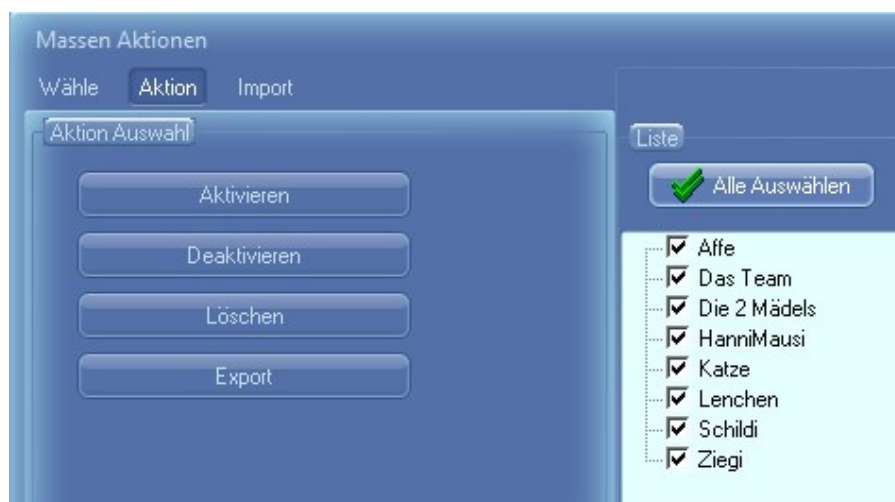 Massen Aktionen
Wähle Aktion Import
Aktion Auswahl
Aktivieren
Deaktivieren
Löschen
Export
Liste
Alle Auswählen
Affe
Das Team
Die 2 Mädels
HanniMausi
Katze
Lenchen
Schildi
Ziegi